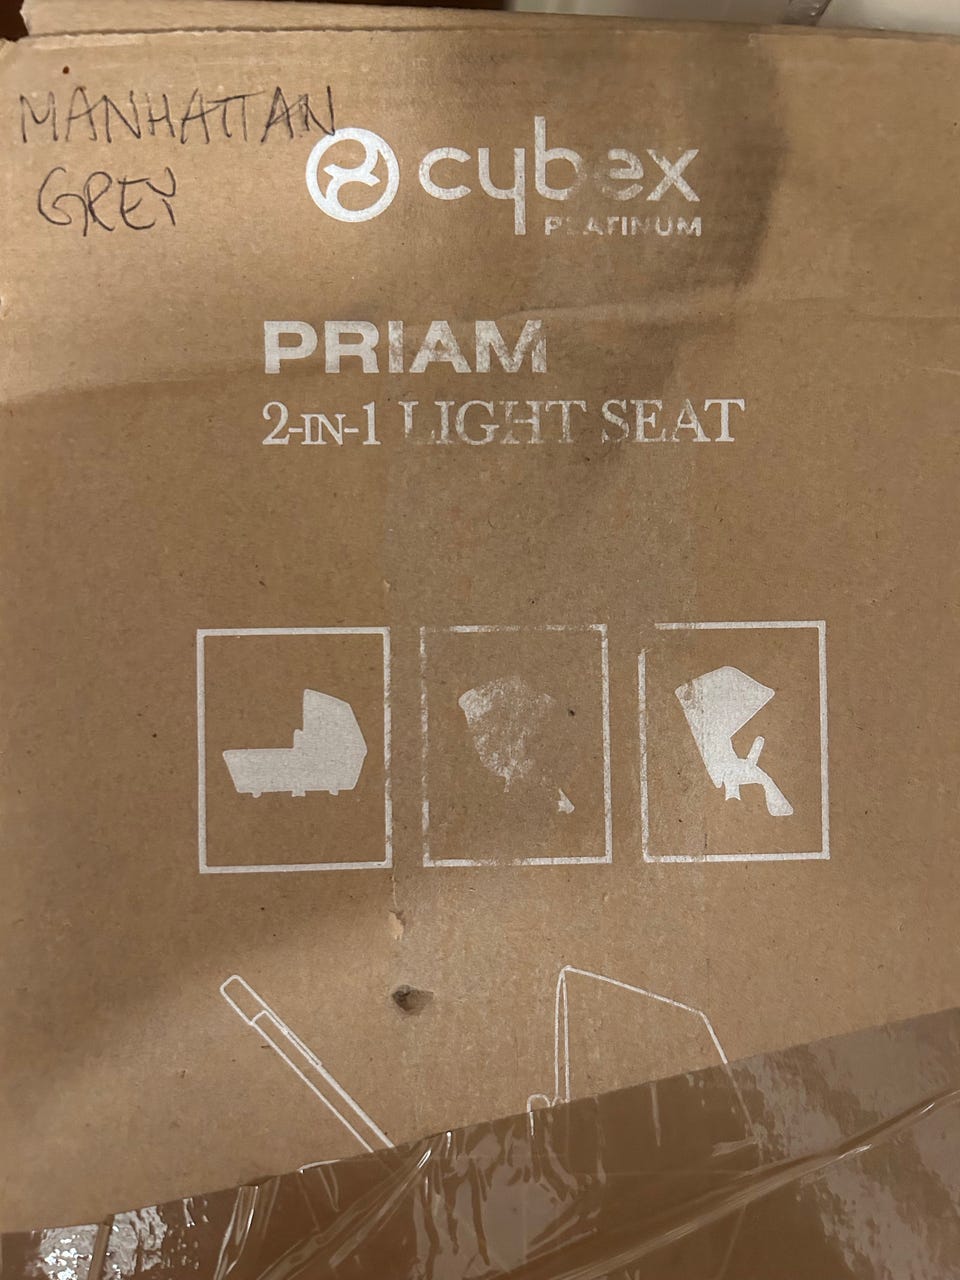 MANHATTAN
GREY
cybex
PLATINUM
PRIAM
2-IN-1 LIGHT SEAT